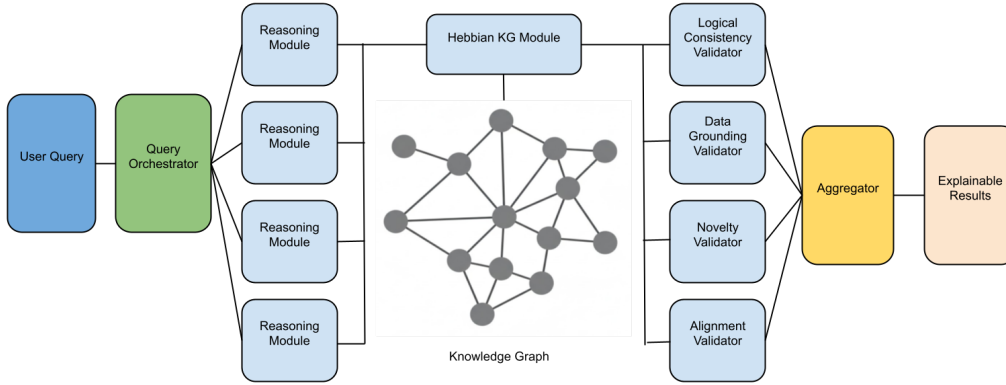 User Query
Query
Orchestrator
Reasoning
Module
Reasoning
Module
Reasoning
Module
Reasoning
Module
Hebbian KG Module
Knowledge Graph
Logical
Consistency
Validator
Data
Grounding
Validator
Novelty
Validator
Alignment
Validator
Aggregator
Explainable
Results